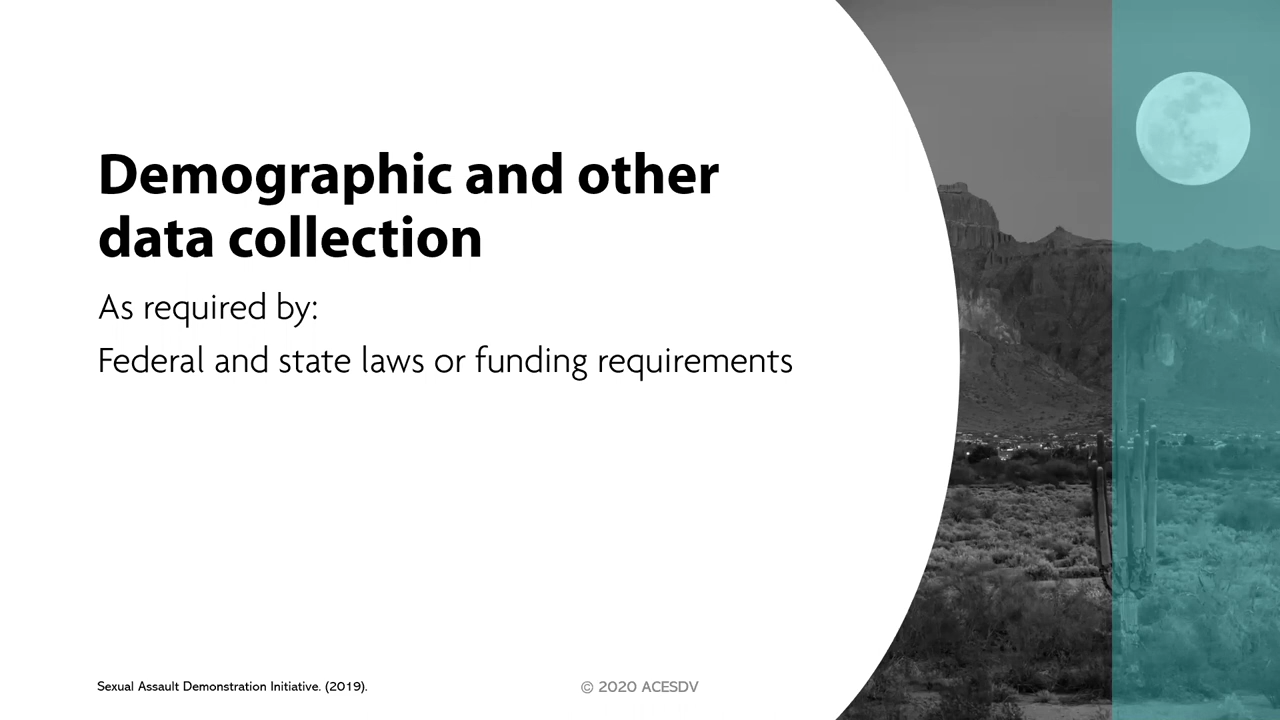 Demographic and other
data collection
As required by:
Federal and state laws or funding requirements
Sexual Assault Demonstration Initiative. (2019).
© 2020 ACESDV